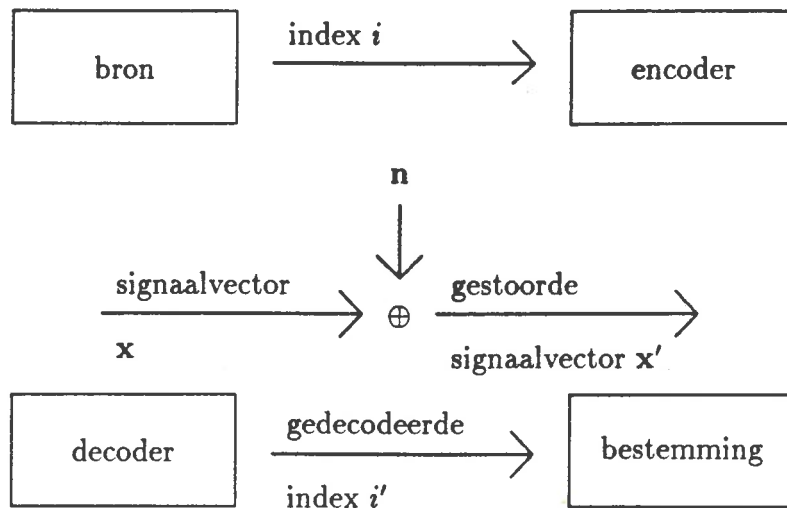 bron
index i
encoder
n
signaalvector
x
⊕
gestoorde
signaalvector x′
decoder
gedecodeerde
index i′
bestemming